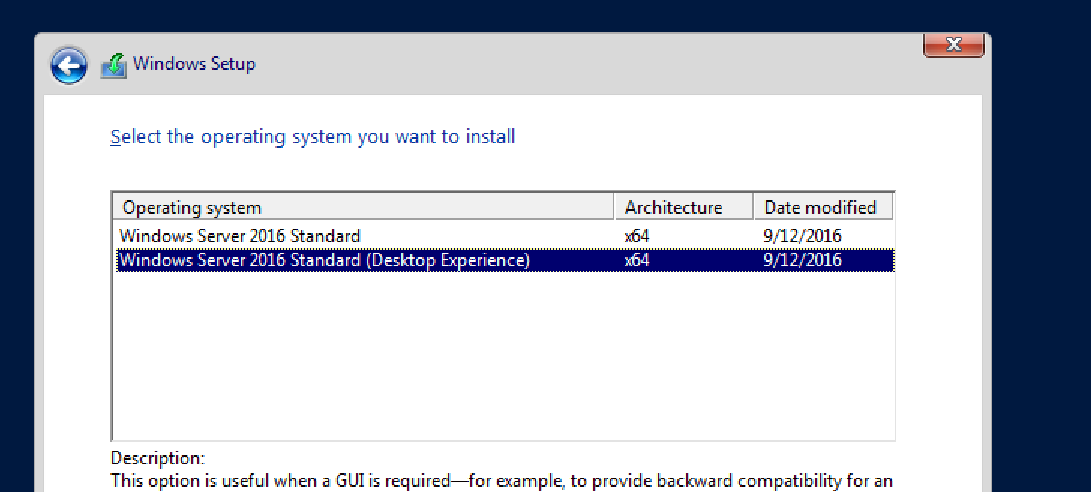 Windows Setup
Select the operating system you want to install
Operating system Architecture Date modified
Windows Server 2016 Standard x64 9/12/2016
Windows Server 2016 Standard (Desktop Experience) x64 9/12/2016
Description:
This option is useful when a GUI is required—for example, to provide backward compatibility for an